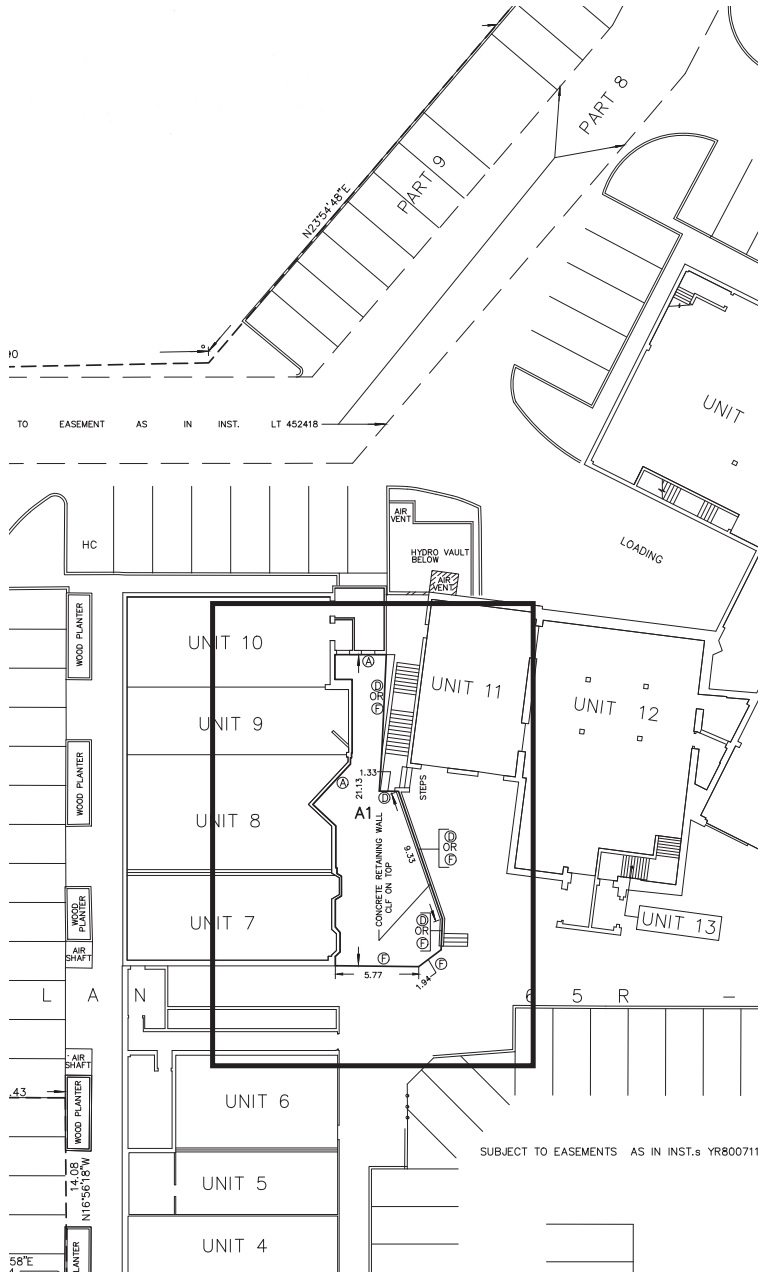 PART 8
PART 9
N23°54'48"E
90
TO EASEMENT AS IN INST. LT 452418
UNIT
HC
AIR
VENT
HYDRO VAULT
BELOW
AIR
VENT
LOADING
WOOD PLANTER
UNIT 10
A
D
OR
F
UNIT 11
UNIT 12
UNIT 9
WOOD PLANTER
A
21.13
1.33
D
STEPS
A1
UNIT 8
CONCRETE RETAINING WALL
CLF ON TOP
9.33
D
OR
F
WOOD
PLANTER
UNIT 7
D
OR
F
UNIT 13
AIR
SHAFT
F
F
5.77
1.94
L A N
6 5 R -
AIR
SHAFT
.43
WOOD PLANTER
UNIT 6
SUBJECT TO EASEMENTS AS IN INST.s YR800711
14.08
N16°56'18"W
UNIT 5
UNIT 4
58"E
LANTER